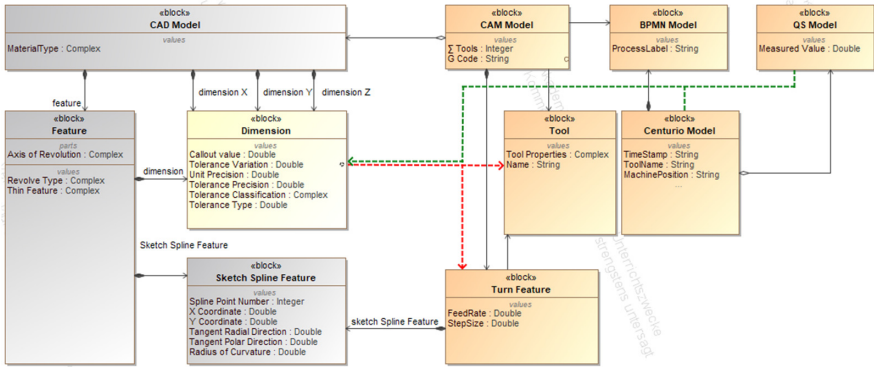 «block»
CAD Model
values
MaterialType : Complex
«block»
CAM Model
values
∑ Tools : Integer
G Code : String
«block»
BPMN Model
values
ProcessLabel : String
«block»
QS Model
values
Measured Value : Double
feature
dimension X
dimension Y
dimension Z
«block»
Feature
parts
Axis of Revolution : Complex
values
Revolve Type : Complex
Thin Feature : Complex
dimension
«block»
Dimension
values
Callout value : Double
Tolerance Variation : Double
Unit Precision : Double
Tolerance Precision : Double
Tolerance Classification : Complex
Tolerance Type : Double
«block»
Tool
values
Tool Properties : Complex
Name : String
«block»
Centurio Model
values
TimeStamp : String
ToolName : String
MachinePosition : String
...
Sketch Spline Feature
«block»
Sketch Spline Feature
values
Spline Point Number : Integer
X Coordinate : Double
Y Coordinate : Double
Tangent Radial Direction : Double
Tangent Polar Direction : Double
Radius of Curvature : Double
sketch Spline Feature
«block»
Turn Feature
values
FeedRate : Double
StepSize : Double
Unterrichtszwecke
strengstens untersagt